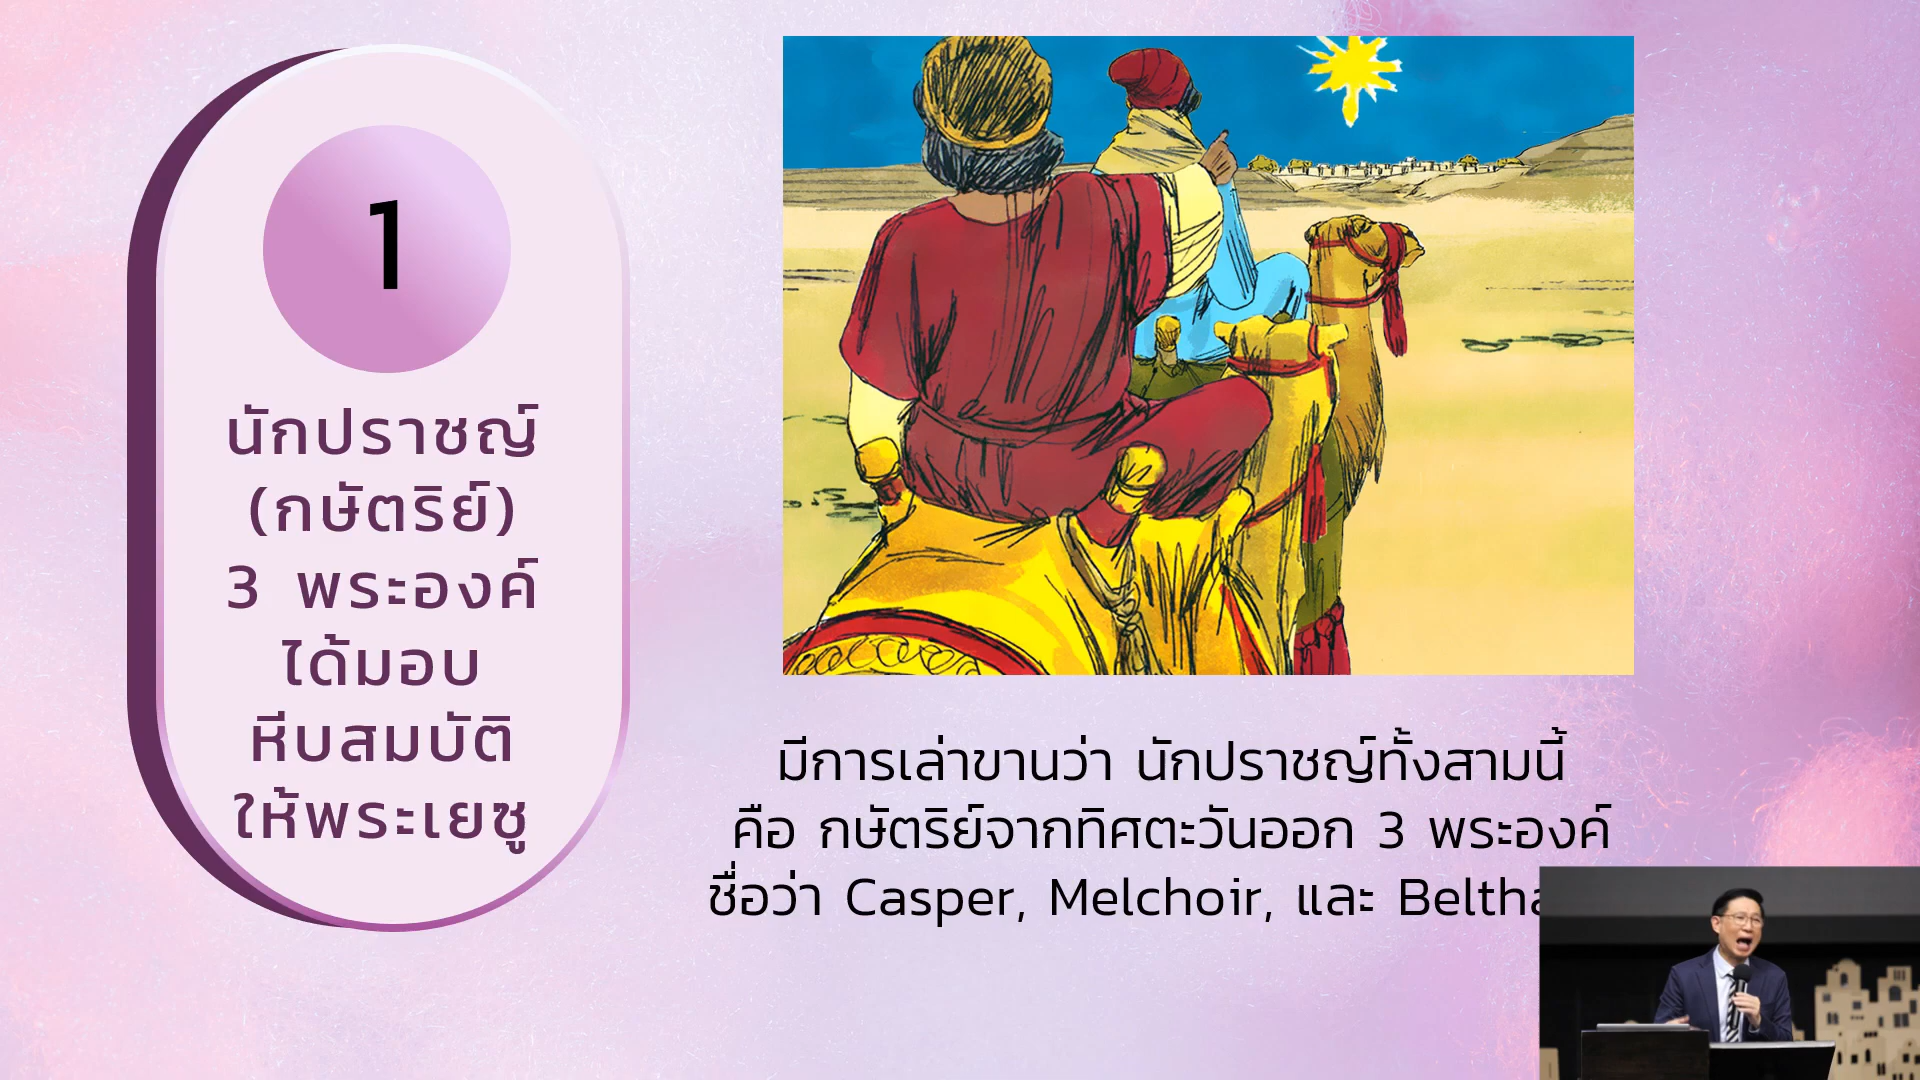 1
นักปราชญ์
(กษัตริย์)
3 พระองค์
ได้มอบ
หีบสมบัติ
ให้พระเยซู
มีการเล่าขานว่า นักปราชญ์ทั้งสามนี้
คือ กษัตริย์จากทิศตะวันออก 3 พระองค์
ชื่อว่า Casper, Melchoir, และ